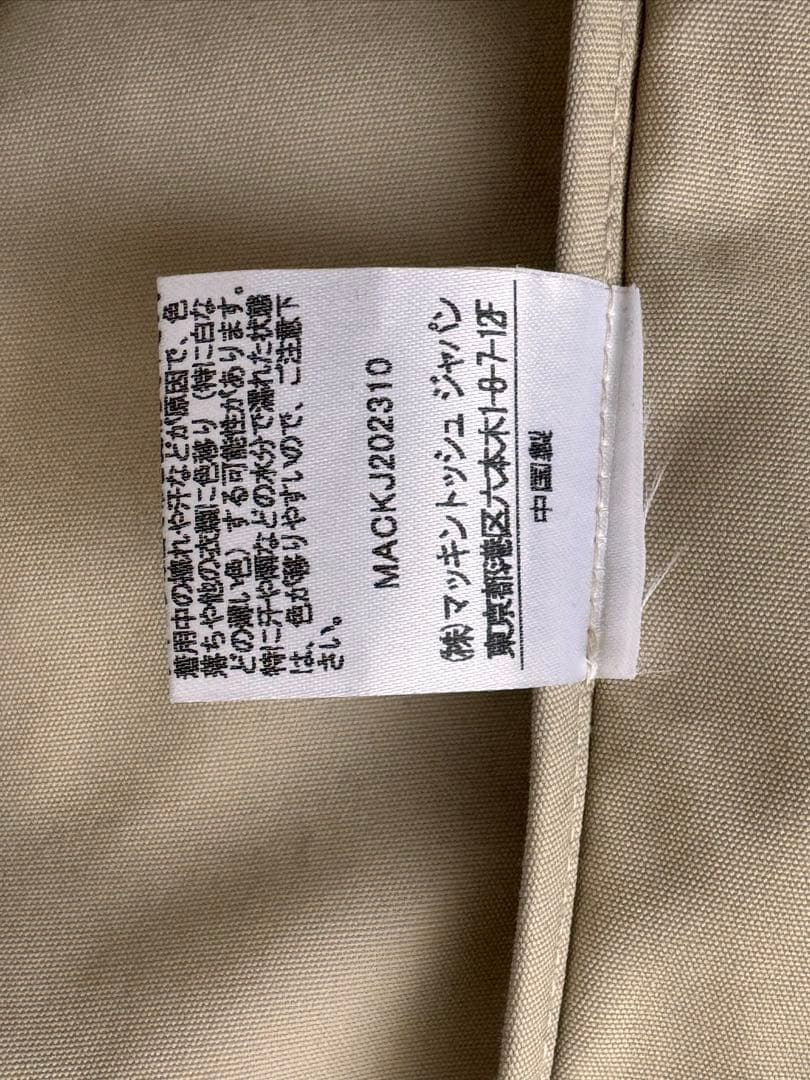 着用中の擦れや汗などが原因で、色
落ちや他の衣類に色移り（特に白な
どの薄い色）する可能性があります。
特に汗や雨などの水分で濡れた状態
は、色が移りやすいので、ご注意下
さい。
MACKJ202310
(株)マッキントッシュ ジャパン
東京都港区六本木1-8-7-12F
中国製